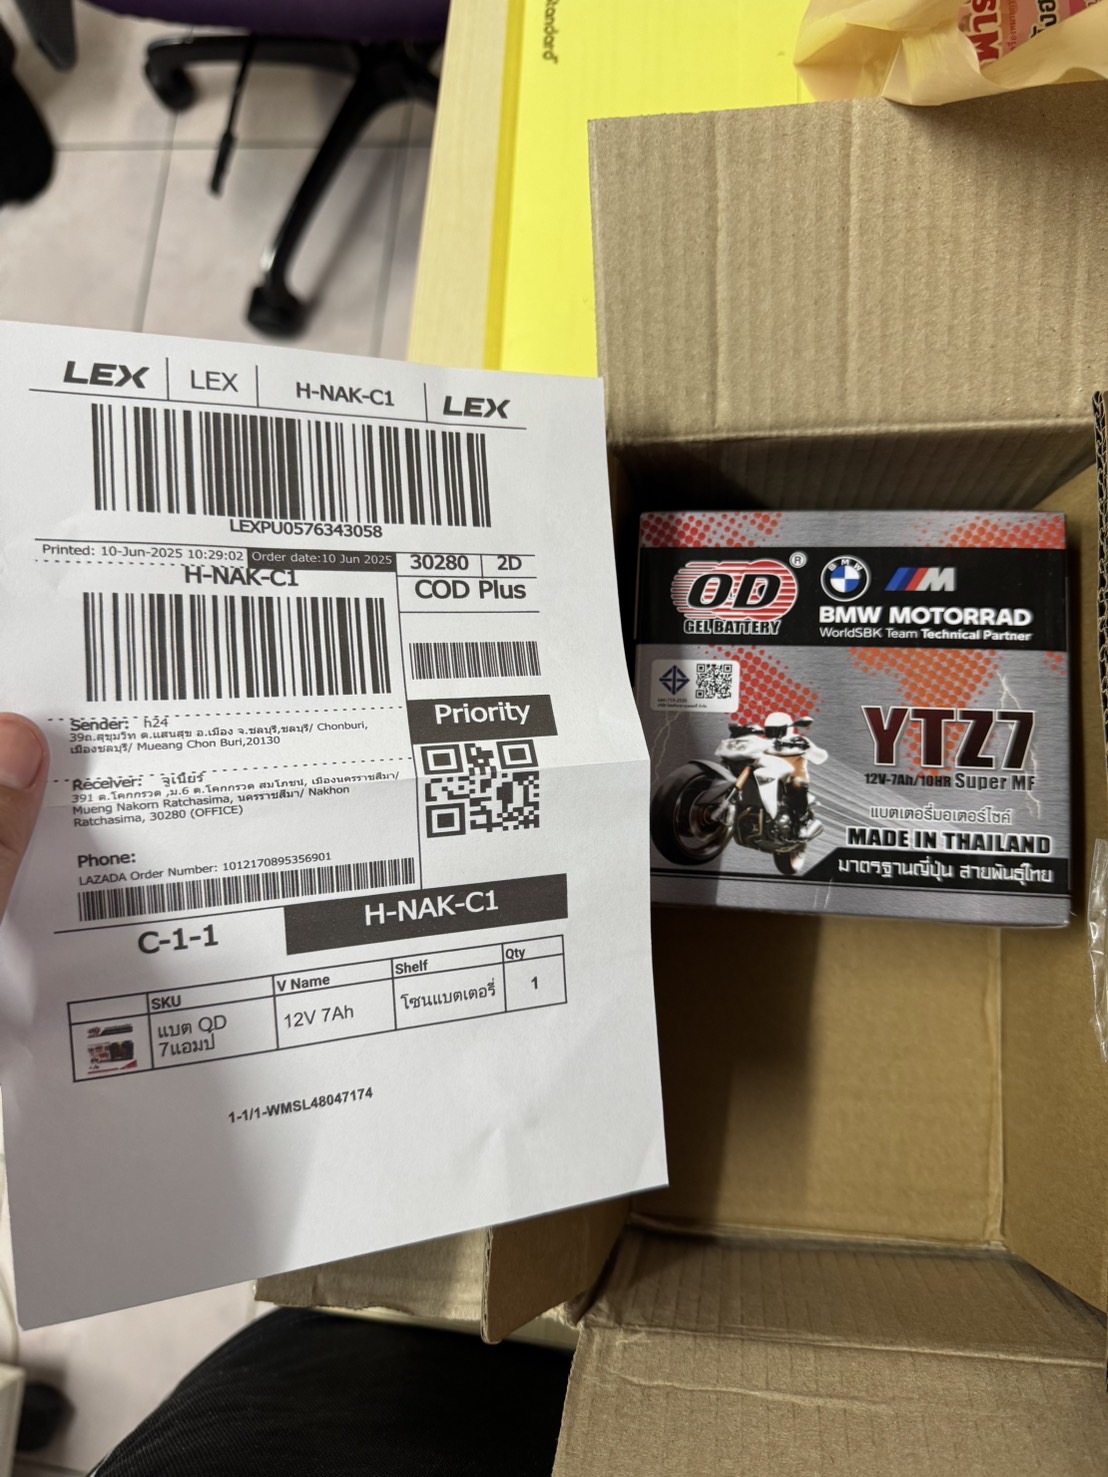 Standard
LEX LEX H-NAK-C1 LEX
LEXPU0576343058
Printed: 10-Jun-2025 10:29:02 Order date:10 Jun 2025 30280 2D
H-NAK-C1
COD Plus
Priority
Sender: h24
39ถ.สุขุมวิท ต.แสนสุข อ.เมือง จ.ชลบุรี,ชลบุรี/ Chonburi,
เมืองชลบุรี/ Mueang Chon Buri,20130
Receiver: จูเนียร์
391 ต.โคกกรวด ,ม.6 ต.โคกกรวด สมโภชน, เมืองนครราชสีมา/
Mueng Nakorn Ratchasima, นครราชสีมา/ Nakhon
Ratchasima, 30280 (OFFICE)
Phone:
LAZADA Order Number: 1012170895356901
C-1-1 H-NAK-C1
SKU V Name Shelf Qty
แบต OD 12V 7Ah โซนแบตเตอรี่ 1
7แอมป์
1-1/1-WMSL48047174
OD ®
GEL BATTERY
BMW M
BMW MOTORRAD
WorldSBK Team Technical Partner
YTZ7
12V-7Ah/10HR Super MF
แบตเตอรี่มอเตอร์ไซค์
MADE IN THAILAND
มาตรฐานญี่ปุ่น สายพันธุ์ไทย